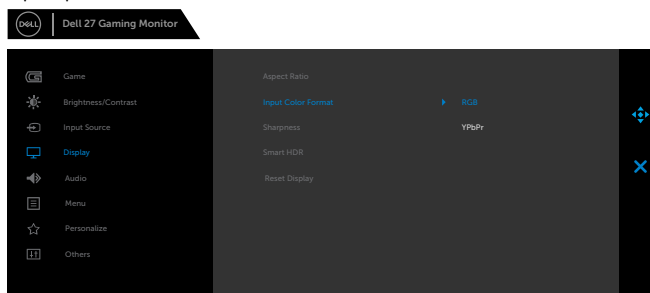 DELL
Dell 27 Gaming Monitor
Game
Aspect Ratio
Brightness/Contrast
Input Color Format
RGB
Input Source
Sharpness
YPbPr
Display
Smart HDR
Audio
Reset Display
Menu
Personalize
Others